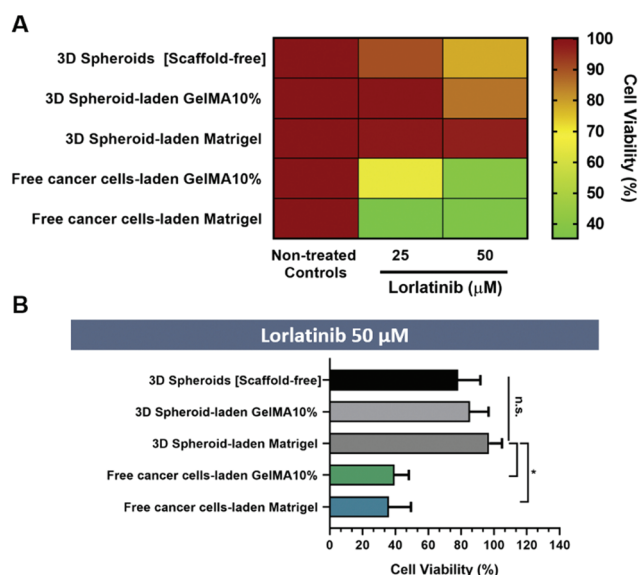 A
3D Spheroids [Scaffold-free]
3D Spheroid-laden GelMA10%
3D Spheroid-laden Matrigel
Free cancer cells-laden GelMA10%
Free cancer cells-laden Matrigel
Non-treated
Controls
25
50
Lorlatinib (μM)
100
90
80
70
60
50
40
Cell Viability (%)
B
Lorlatinib 50 μM
3D Spheroids [Scaffold-free]
3D Spheroid-laden GelMA10%
3D Spheroid-laden Matrigel
Free cancer cells-laden GelMA10%
Free cancer cells-laden Matrigel
n.s.
*
0 20 40 60 80 100 120 140
Cell Viability (%)